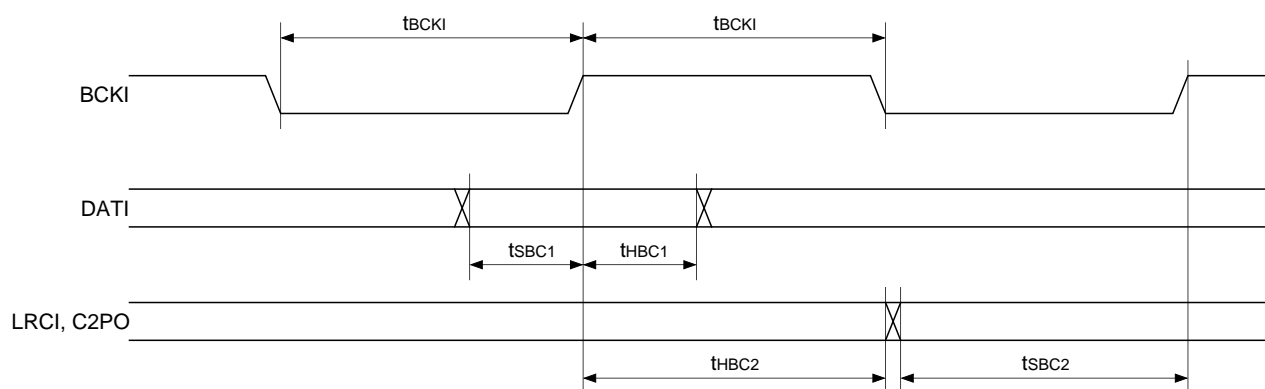 tBCKI
tBCKI
BCKI
DATI
tSBC1
tHBC1
LRCI, C2PO
tHBC2
tSBC2